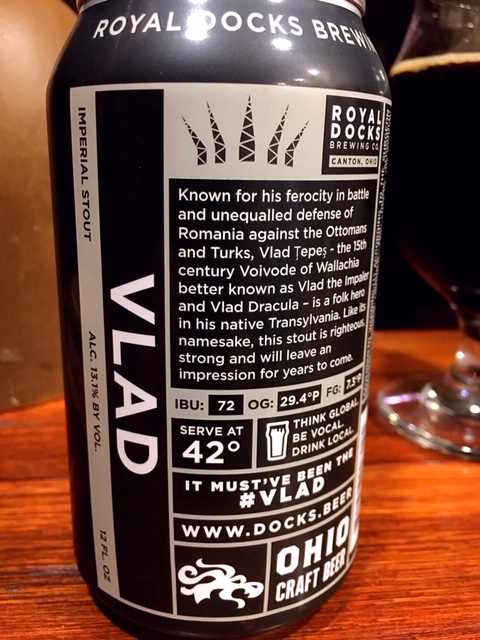 ROYAL DOCKS BREWIN
ROYAL
DOCKS
BREWING CO.
CANTON, OHIO
IMPERIAL STOUT
ALC. 13.1% BY VOL.
12 FL. OZ
VLAD
Known for his ferocity in battle
and unequalled defense of
Romania against the Ottomans
and Turks, Vlad Țepeș - the 15th
century Voivode of Wallachia
better known as Vlad the Impaler
and Vlad Dracula – is a folk hero
in his native Transylvania. Like its
namesake, this stout is righteous,
strong and will leave an
impression for years to come.
IBU: 72 OG: 29.4°P FG: 7.3°P
SERVE AT
42°
THINK GLOBAL.
BE VOCAL.
DRINK LOCAL.
IT MUST'VE BEEN THE
#VLAD
WWW.DOCKS.BEER
OHIO
CRAFT BEER